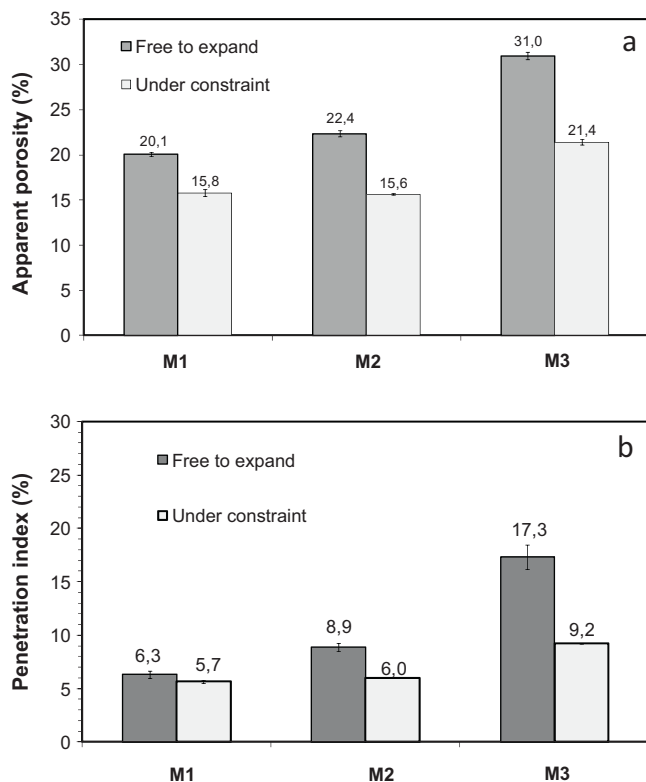 35
30
25
20
15
10
5
0
Apparent porosity (%)
Free to expand
Under constraint
a
20,1
15,8
22,4
15,6
31,0
21,4
M1
M2
M3
30
25
20
15
10
5
0
Penetration index (%)
Free to expand
Under constraint
b
6,3
5,7
8,9
6,0
17,3
9,2
M1
M2
M3